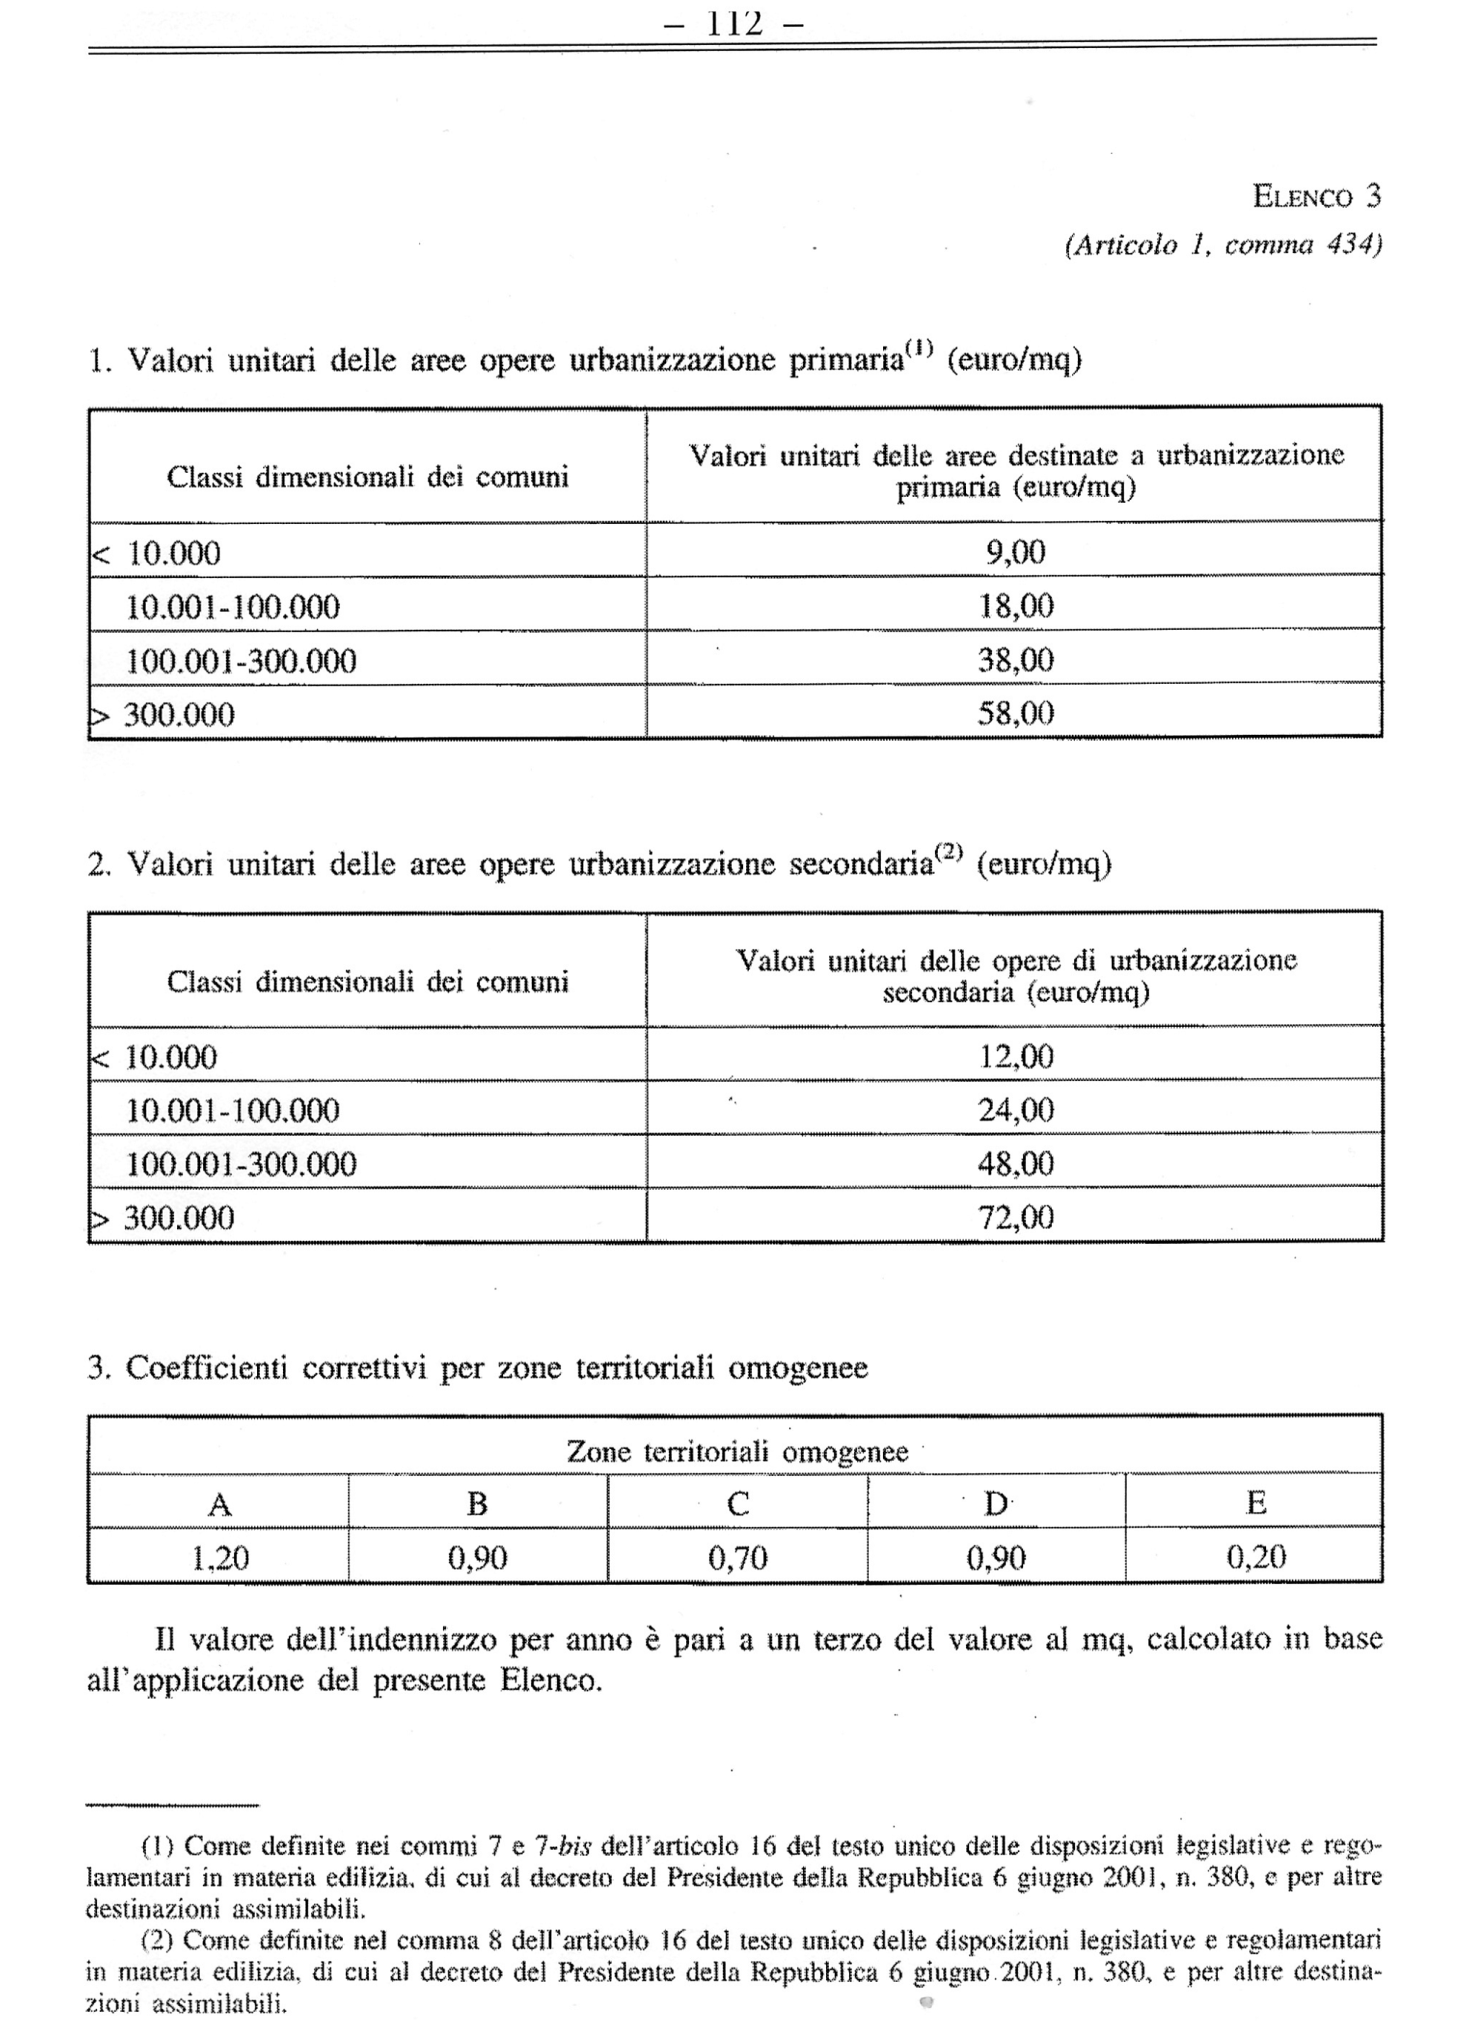 – 112 –
ELENCO 3
(Articolo 1, comma 434)
1. Valori unitari delle aree opere urbanizzazione primaria(1) (euro/mq)
Classi dimensionali dei comuni
Valori unitari delle aree destinate a urbanizzazione
primaria (euro/mq)
< 10.000 9,00
10.001-100.000 18,00
100.001-300.000 38,00
> 300.000 58,00
2. Valori unitari delle aree opere urbanizzazione secondaria(2) (euro/mq)
Classi dimensionali dei comuni
Valori unitari delle opere di urbanizzazione
secondaria (euro/mq)
< 10.000 12,00
10.001-100.000 24,00
100.001-300.000 48,00
> 300.000 72,00
3. Coefficienti correttivi per zone territoriali omogenee
Zone territoriali omogenee
A B C D E
1,20 0,90 0,70 0,90 0,20
Il valore dell'indennizzo per anno è pari a un terzo del valore al mq, calcolato in base
all'applicazione del presente Elenco.
(1) Come definite nei commi 7 e 7-bis dell'articolo 16 del testo unico delle disposizioni legislative e rego-
lamentari in materia edilizia, di cui al decreto del Presidente della Repubblica 6 giugno 2001, n. 380, e per altre
destinazioni assimilabili.
(2) Come definite nel comma 8 dell'articolo 16 del testo unico delle disposizioni legislative e regolamentari
in materia edilizia, di cui al decreto del Presidente della Repubblica 6 giugno 2001, n. 380, e per altre destina-
zioni assimilabili.